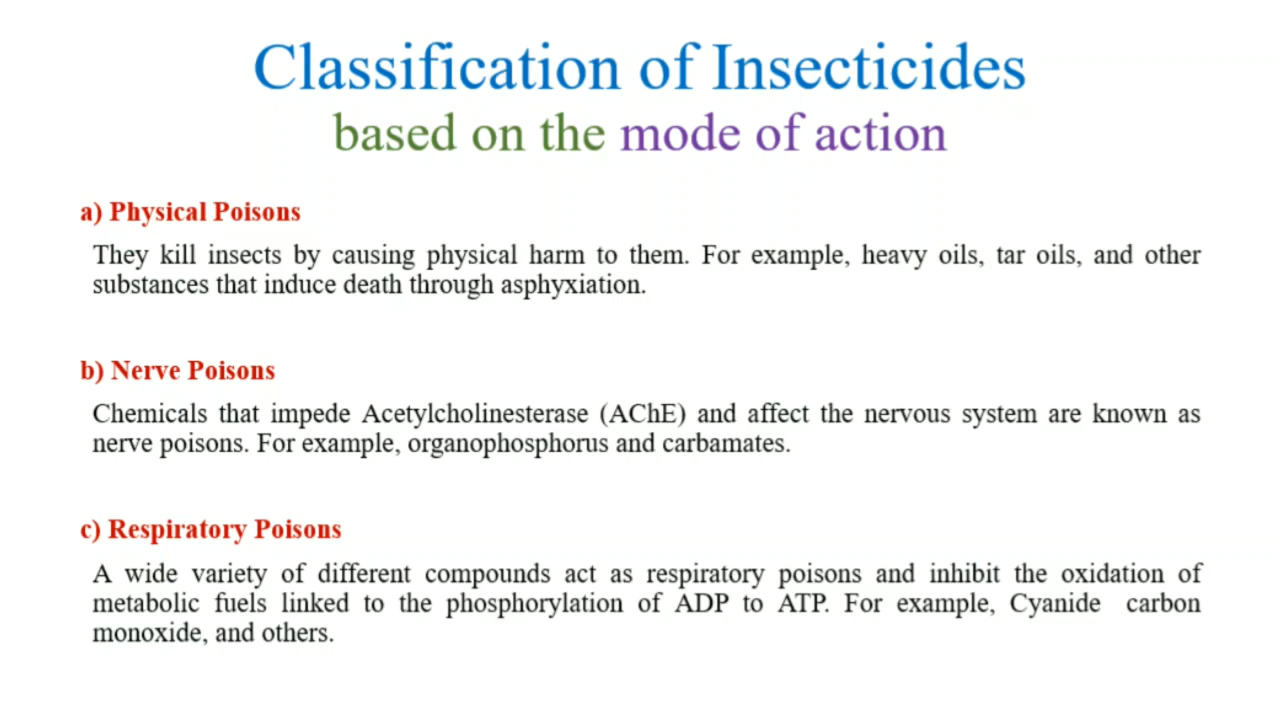 Classification of Insecticides
based on the mode of action
a) Physical Poisons
They kill insects by causing physical harm to them. For example, heavy oils, tar oils, and other
substances that induce death through asphyxiation.
b) Nerve Poisons
Chemicals that impede Acetylcholinesterase (AChE) and affect the nervous system are known as
nerve poisons. For example, organophosphorus and carbamates.
c) Respiratory Poisons
A wide variety of different compounds act as respiratory poisons and inhibit the oxidation of
metabolic fuels linked to the phosphorylation of ADP to ATP. For example, Cyanide carbon
monoxide, and others.